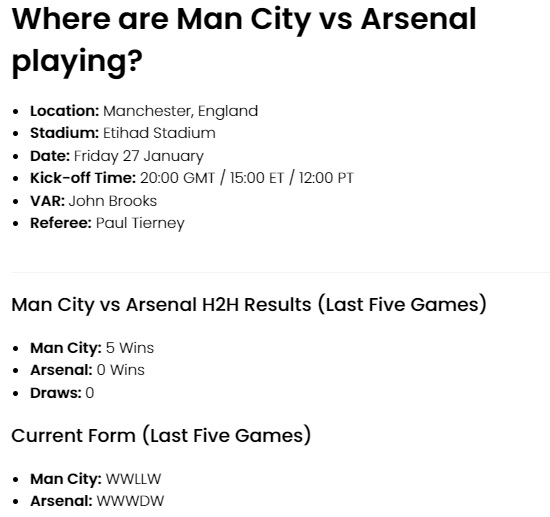 Where are Man City vs Arsenal
playing?
Location: Manchester, England
Stadium: Etihad Stadium
Date: Friday 27 January
Kick-off Time: 20:00 GMT / 15:00 ET / 12:00 PT
VAR: John Brooks
Referee: Paul Tierney
Man City vs Arsenal H2H Results (Last Five Games)
Man City: 5 Wins
Arsenal: 0 Wins
Draws: 0
Current Form (Last Five Games)
Man City: WWLLW
Arsenal: WWWDW